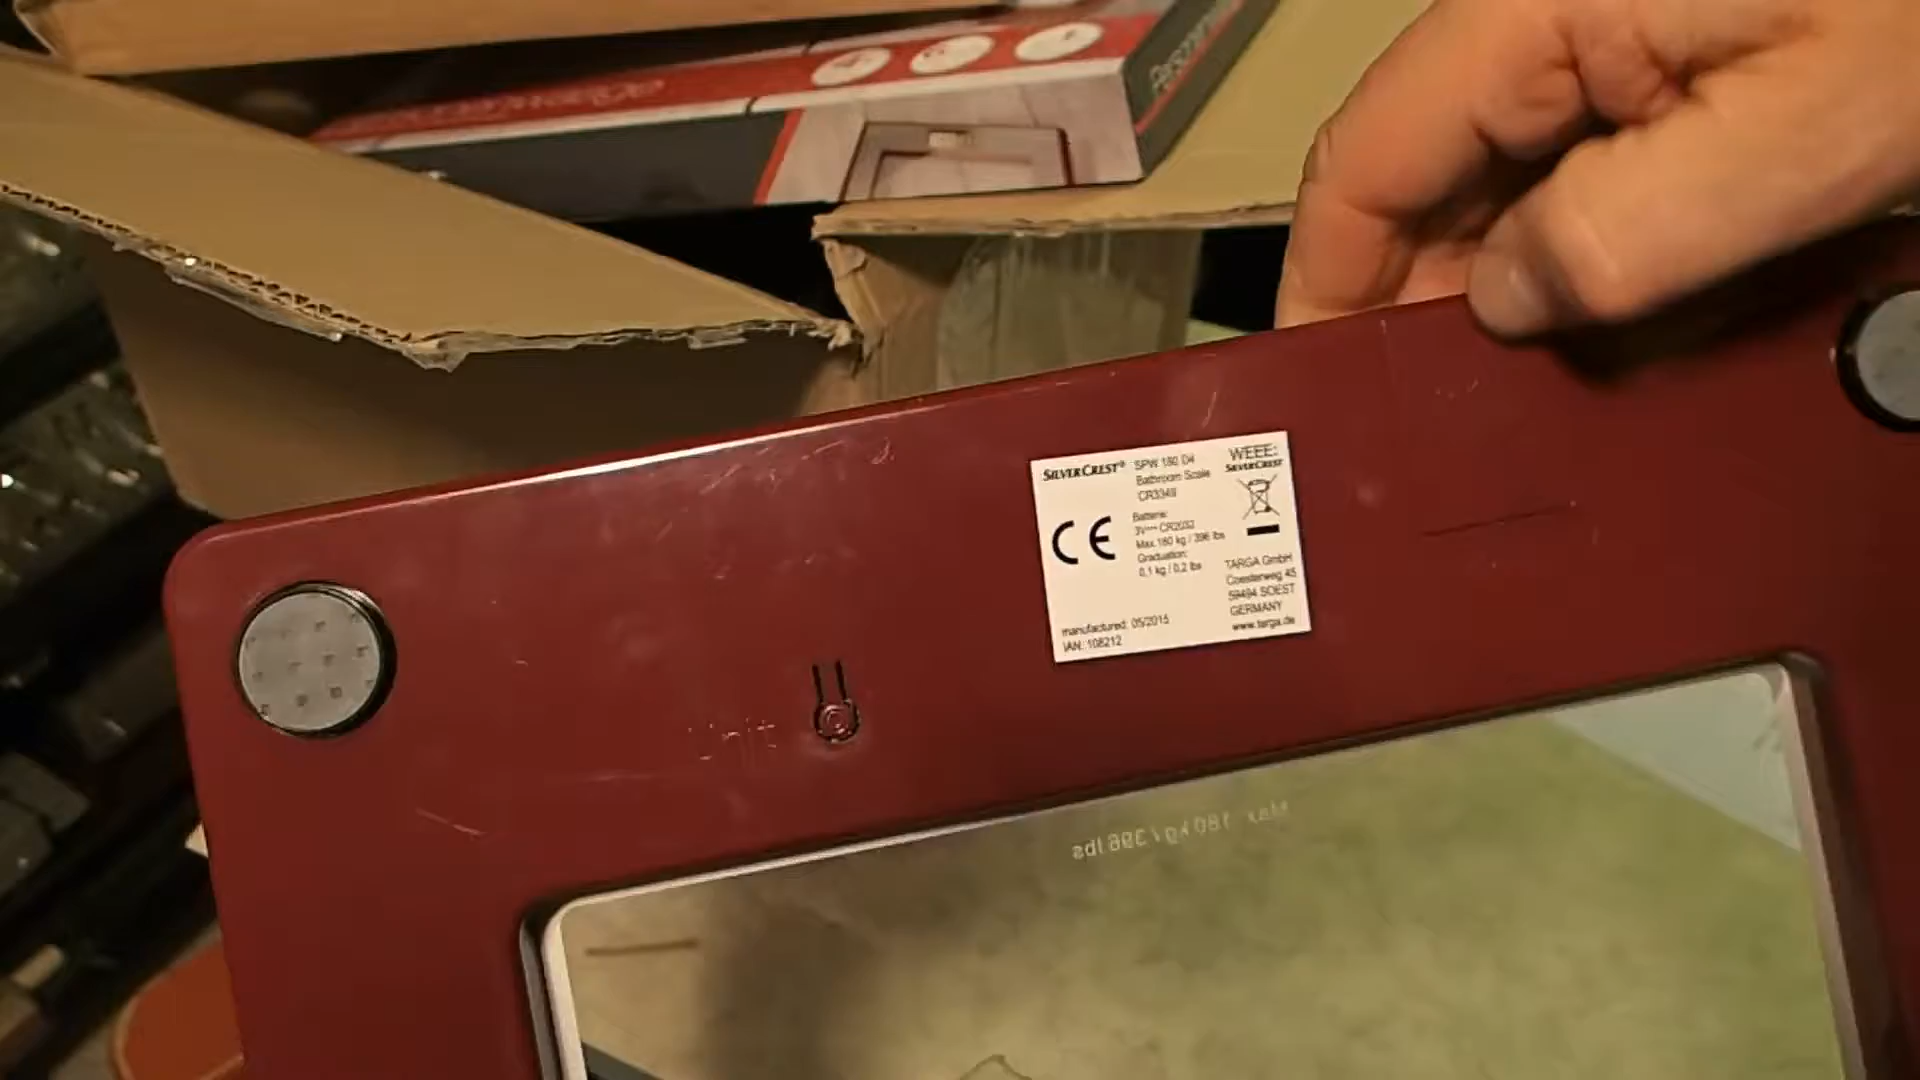 SILVERCREST®
SPW 180 D4
Bathroom Scale
CR3349
Batterie:
3V CR2032
Max.180 kg / 396 lbs
Graduation:
0,1 kg / 0,2 lbs
WEEE:
SILVERCREST
CE
TARGA GmbH
Coesterweg 45
59494 SOEST
GERMANY
www.targa.de
manufactured: 05/2015
IAN: 108212
Unit
Max. 180 kg / 396 lbs